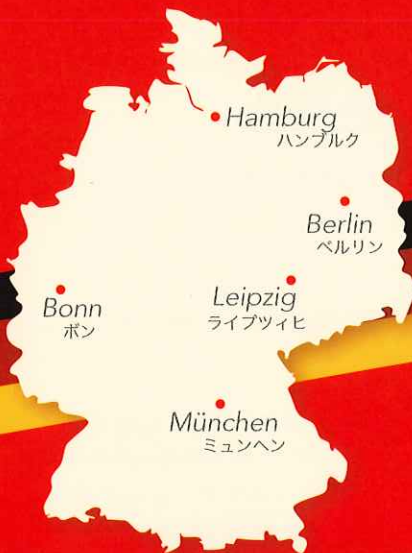 Hamburg
ハンブルク
Berlin
ベルリン
Leipzig
ライプツィヒ
Bonn
ボン
München
ミュンヘン